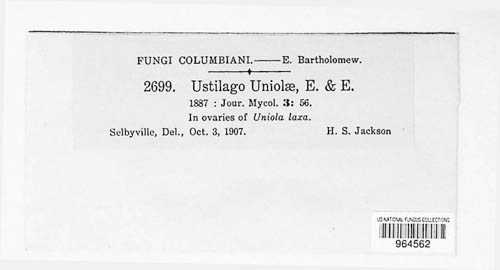 FUNGI COLUMBIANI.——E. Bartholomew.
2699. Ustilago Uniolæ, E. & E.
1887 : Jour. Mycol. 3: 56.
In ovaries of Uniola laxa.
Selbyville, Del., Oct. 3, 1907. H. S. Jackson
US NATIONAL FUNGUS COLLECTIONS
964562